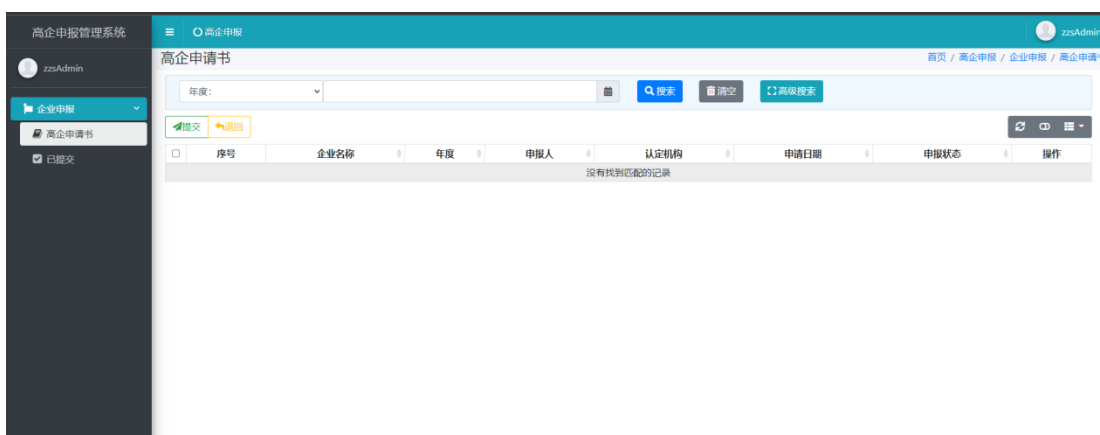 高企申报管理系统
高企申报
zzsAdmin
zzsAdmin
高企申请书
首页 / 高企申报 / 企业申报 / 高企申请
年度:
搜索
清空
高级搜索
企业申报
高企申请书
已提交
提交
退回
序号 企业名称 年度 申报人 认定机构 申请日期 申报状态 操作
没有找到匹配的记录